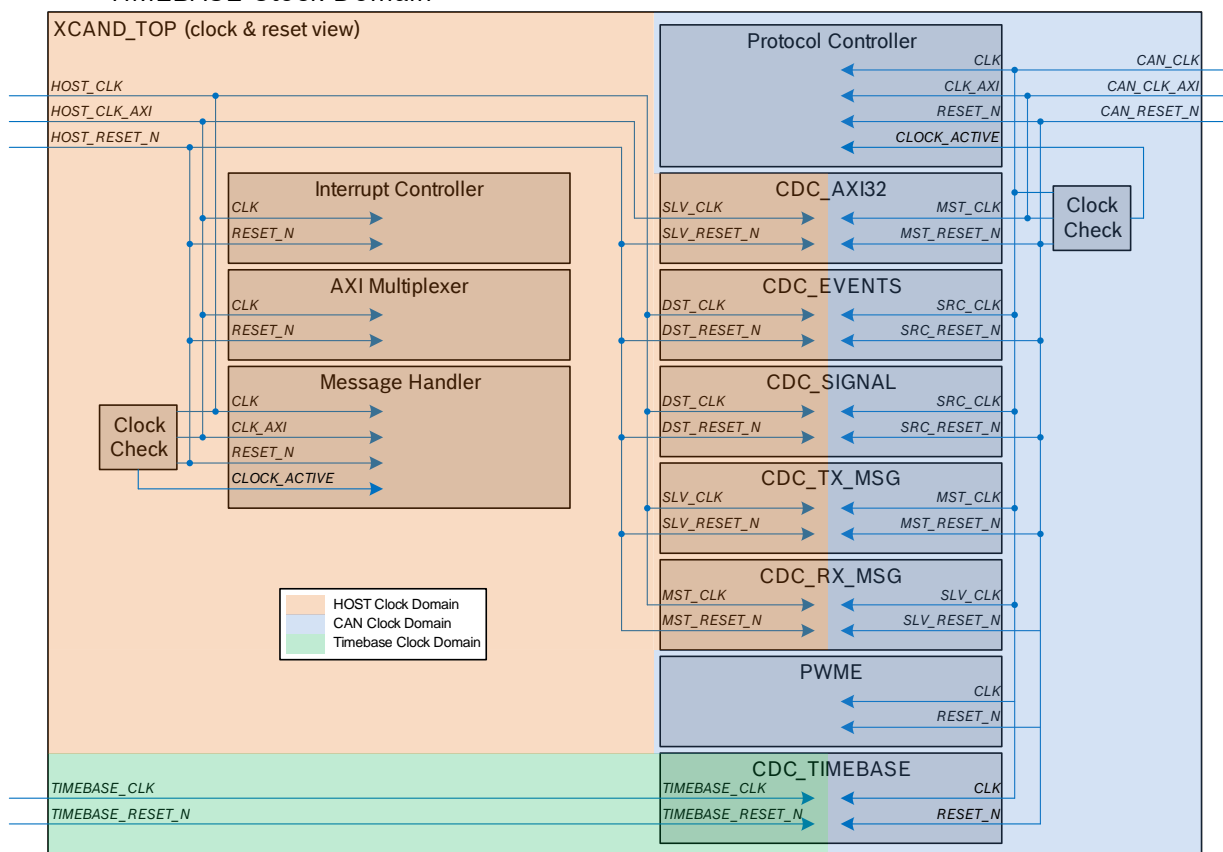 TIMEBASE Clock Domain
XCAND_TOP (clock & reset view)
HOST_CLK
HOST_CLK_AXI
HOST_RESET_N
Protocol Controller
CLK
CLK_AXI
RESET_N
CLOCK_ACTIVE
CAN_CLK
CAN_CLK_AXI
CAN_RESET_N
Interrupt Controller
CLK
RESET_N
AXI Multiplexer
CLK
RESET_N
Message Handler
CLK
CLK_AXI
RESET_N
CLOCK_ACTIVE
Clock
Check
CDC_AXI32
SLV_CLK
MST_CLK
SLV_RESET_N
MST_RESET_N
Clock
Check
CDC_EVENTS
DST_CLK
SRC_CLK
DST_RESET_N
SRC_RESET_N
CDC_SIGNAL
DST_CLK
SRC_CLK
DST_RESET_N
SRC_RESET_N
CDC_TX_MSG
SLV_CLK
MST_CLK
SLV_RESET_N
MST_RESET_N
CDC_RX_MSG
MST_CLK
SLV_CLK
MST_RESET_N
SLV_RESET_N
HOST Clock Domain
CAN Clock Domain
Timebase Clock Domain
PWME
CLK
RESET_N
TIMEBASE_CLK
TIMEBASE_RESET_N
CDC_TIMEBASE
TIMEBASE_CLK
CLK
TIMEBASE_RESET_N
RESET_N